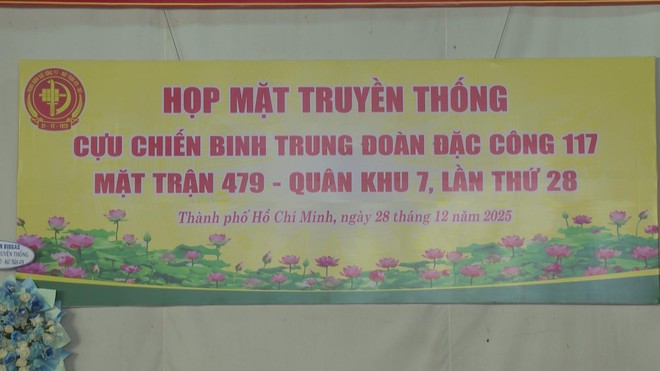 HỌP MẶT TRUYỀN THỐNG
CỰU CHIẾN BINH TRUNG ĐOÀN ĐẶC CÔNG 117
MẶT TRẬN 479 - QUÂN KHU 7, LẦN THỨ 28
Thành phố Hồ Chí Minh, ngày 28 tháng 12 năm 2025